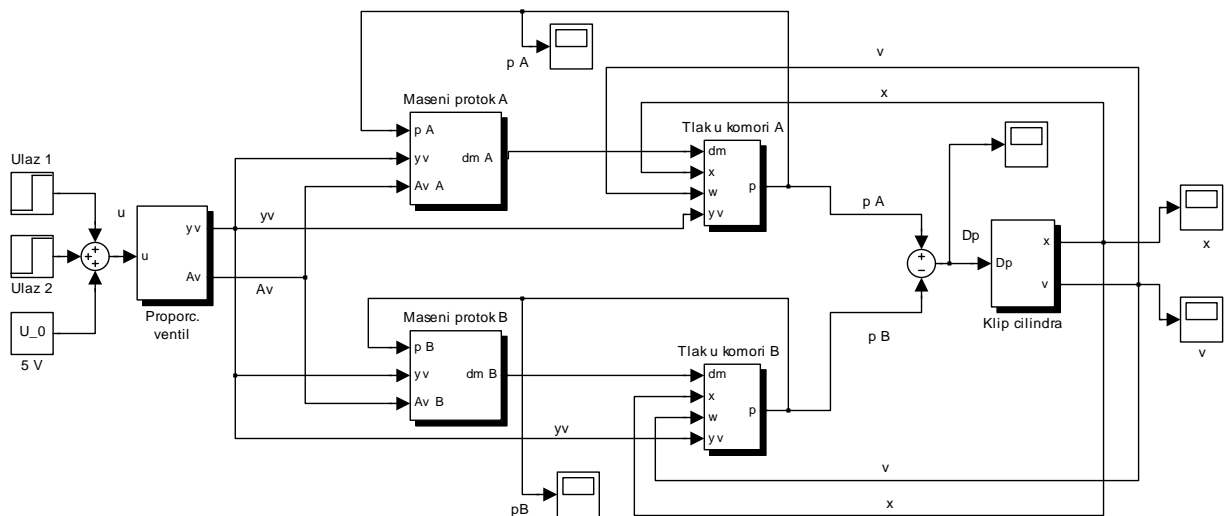 p A
v
x
Maseni protok A
p A
yv
Av A
dm A
Tlak u komori A
dm
x
w
yv
p
Ulaz 1
Ulaz 2
U_0
5 V
u
u
yv
Av
Proporc.
ventil
yv
Av
p A
p B
Dp
Dp
x
v
Klip cilindra
x
v
Maseni protok B
p B
yv
Av B
dm B
Tlak u komori B
dm
x
w
yv
p
yv
v
x
pB